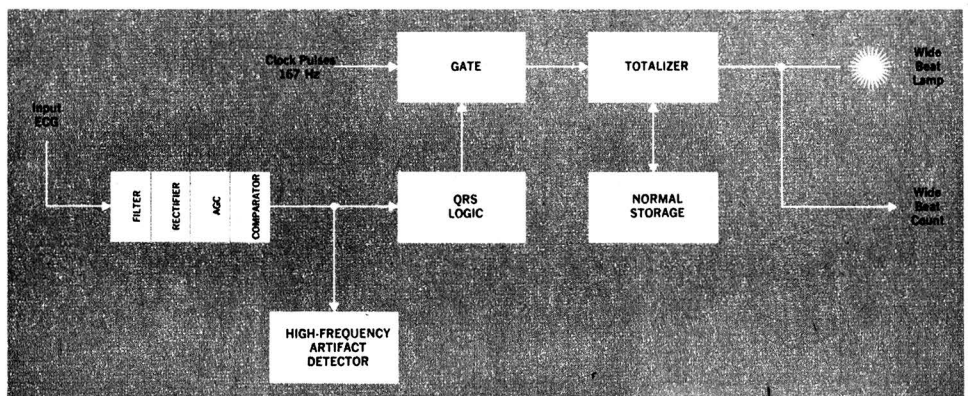 Clock Pulses
167 Hz
GATE
TOTALIZER
Wide
Beat
Lamp
Input
ECG
FILTER
RECTIFIER
AGC
COMPARATOR
QRS
LOGIC
NORMAL
STORAGE
Wide
Beat
Count
HIGH-FREQUENCY
ARTIFACT
DETECTOR